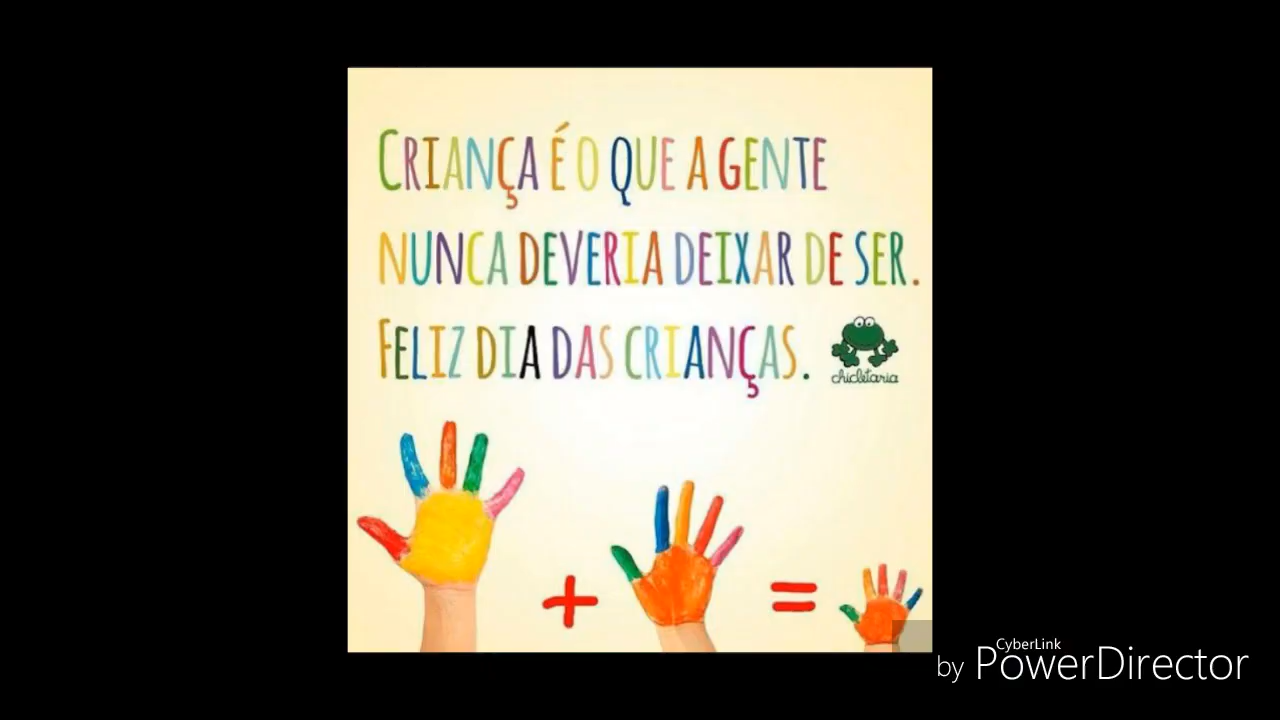 CRIANÇA É O QUE A GENTE
NUNCA DEVERIA DEIXAR DE SER.
FELIZ DIA DAS CRIANÇAS.
chicletaria
+
=
CyberLink
by PowerDirector